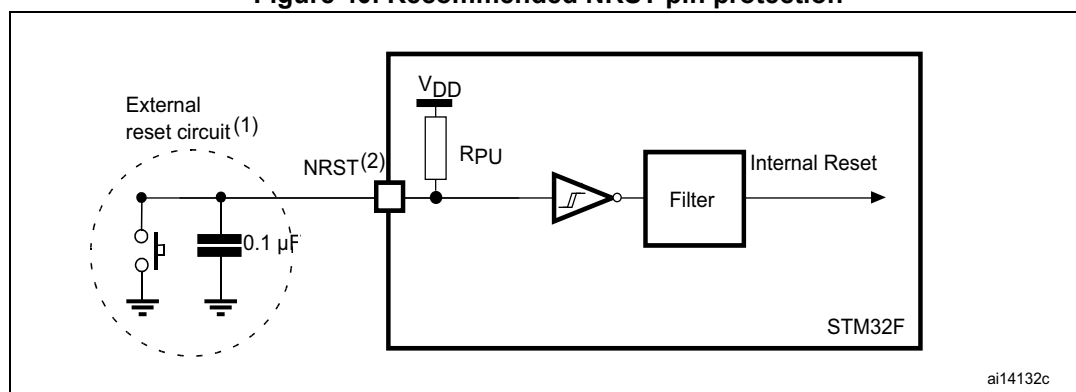 Figure 40. Recommended NRST pin protection
External
reset circuit(1)
NRST(2)
VDD
RPU
0.1 µF
Filter
Internal Reset
STM32F
ai14132c